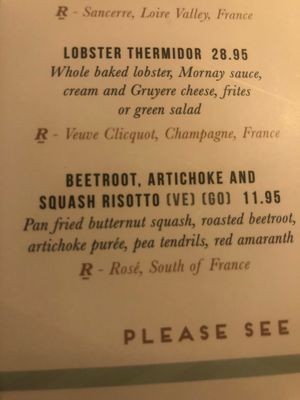 R - Sancerre, Loire Valley, France
LOBSTER THERMIDOR 28.95
Whole baked lobster, Mornay sauce,
cream and Gruyere cheese, frites
or green salad
R - Veuve Clicquot, Champagne, France
BEETROOT, ARTICHOKE AND
SQUASH RISOTTO (VE) (GO) 11.95
Pan fried butternut squash, roasted beetroot,
artichoke purée, pea tendrils, red amaranth
R - Rosé, South of France
PLEASE SEE